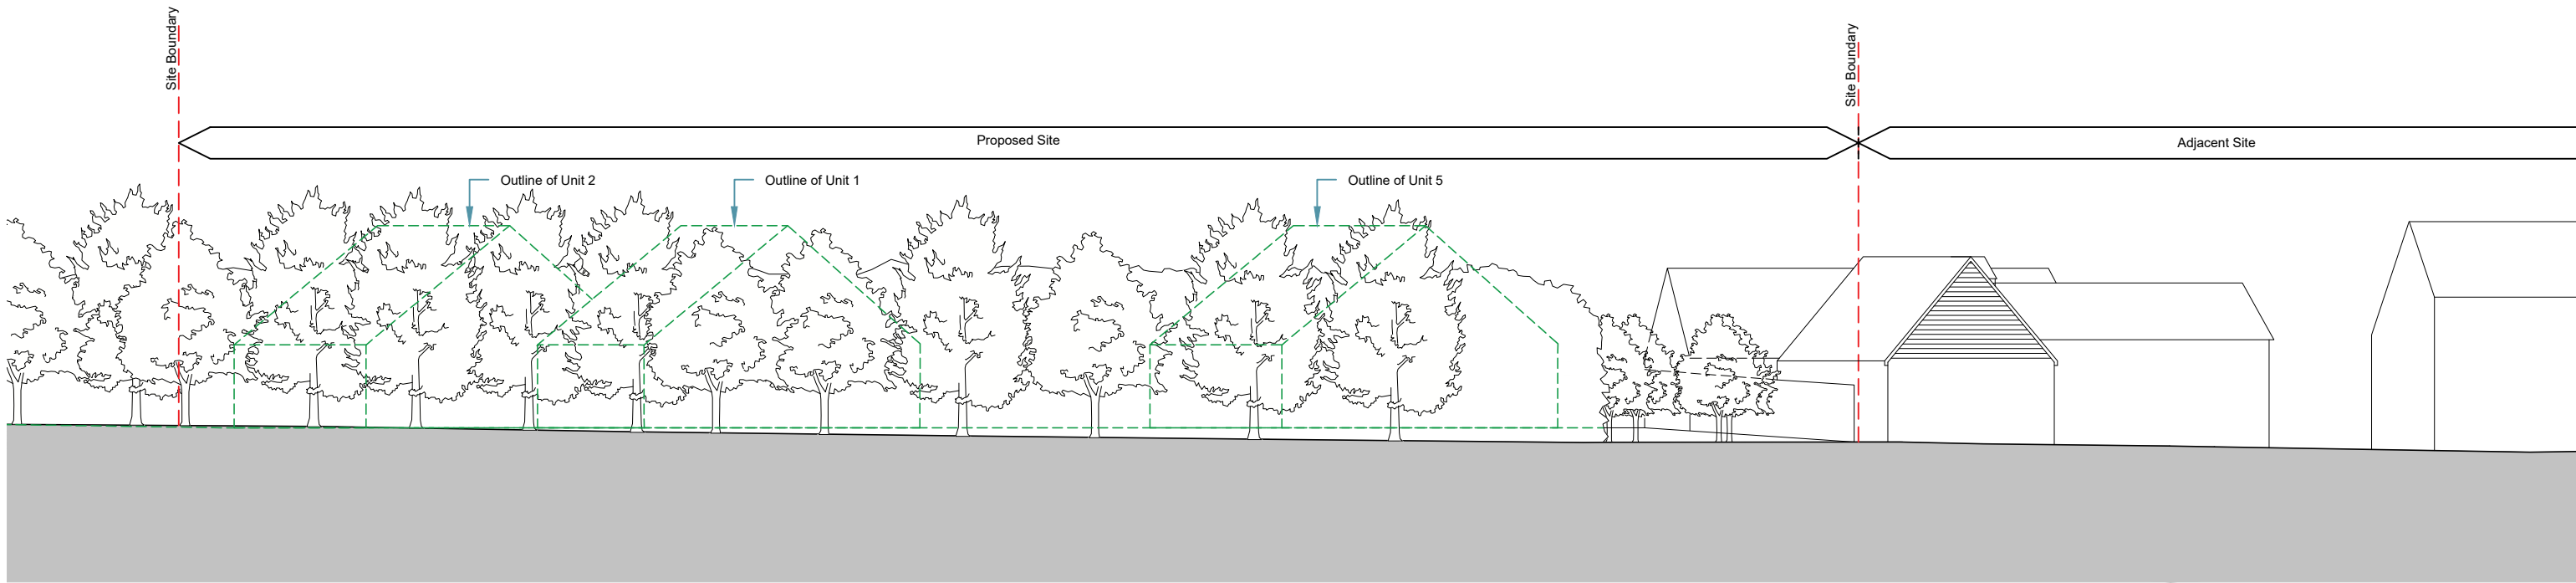 Site Boundary
Site Boundary
Proposed Site
Adjacent Site
Outline of Unit 2
Outline of Unit 1
Outline of Unit 5